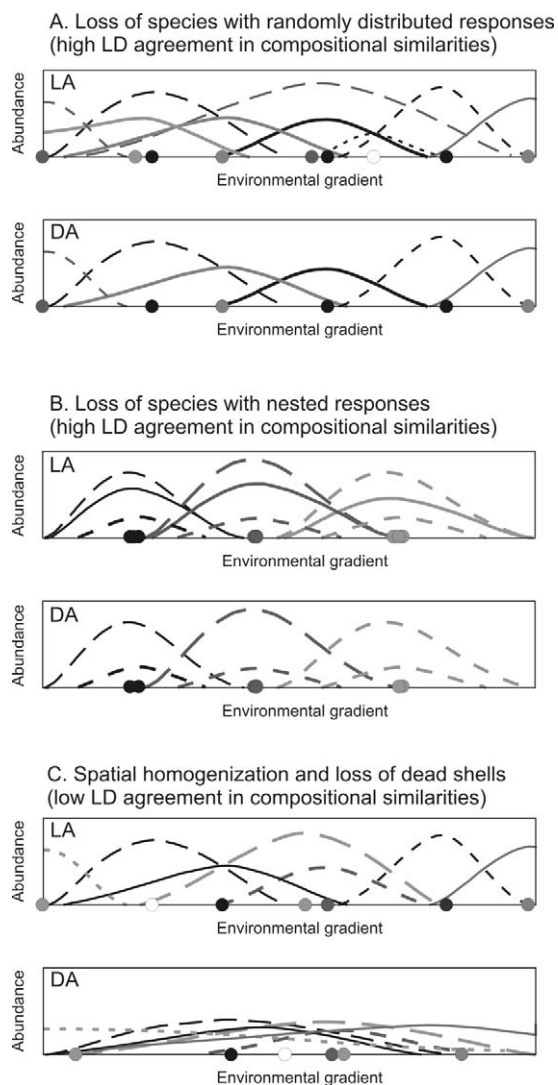 A. Loss of species with randomly distributed responses
(high LD agreement in compositional similarities)
LA
Abundance
Environmental gradient
DA
Abundance
Environmental gradient
B. Loss of species with nested responses
(high LD agreement in compositional similarities)
LA
Abundance
Environmental gradient
DA
Abundance
Environmental gradient
C. Spatial homogenization and loss of dead shells
(low LD agreement in compositional similarities)
LA
Abundance
Environmental gradient
DA
Abundance
Environmental gradient